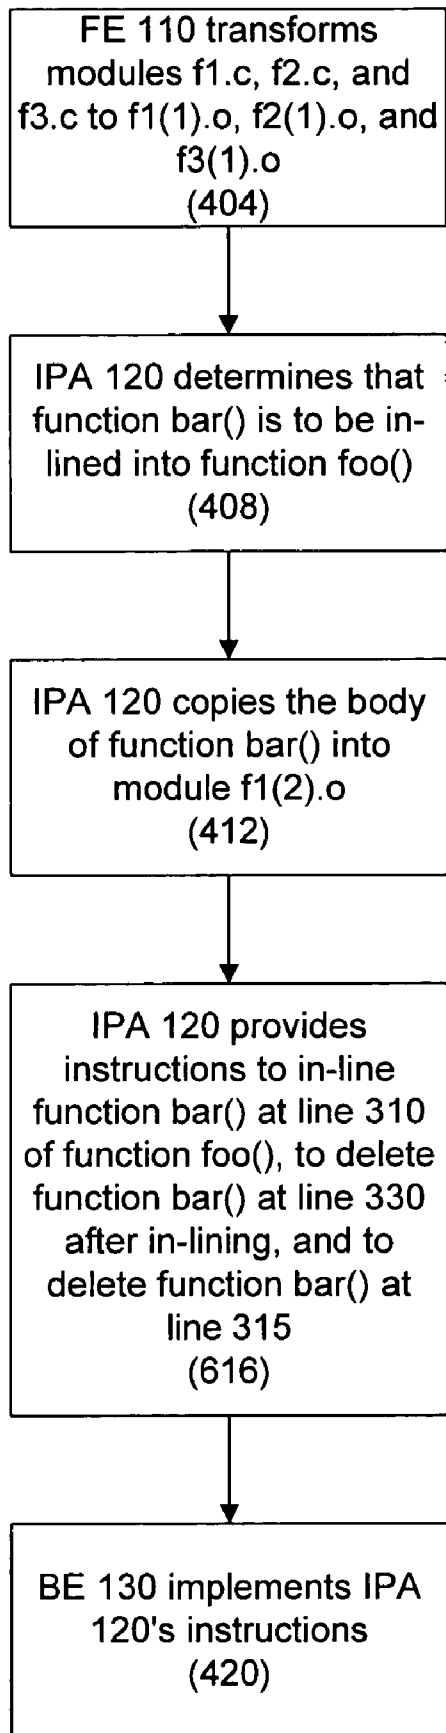 FE 110 transforms
modules f1.c, f2.c, and
f3.c to f1(1).o, f2(1).o, and
f3(1).o
(404)
IPA 120 determines that
function bar() is to be in-
lined into function foo()
(408)
IPA 120 copies the body
of function bar() into
module f1(2).o
(412)
IPA 120 provides
instructions to in-line
function bar() at line 310
of function foo(), to delete
function bar() at line 330
after in-lining, and to
delete function bar() at
line 315
(616)
BE 130 implements IPA
120's instructions
(420)